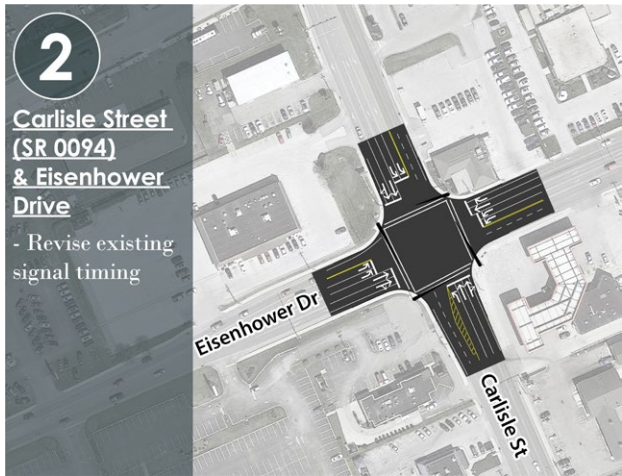 2
Carlisle Street
(SR 0094)
& Eisenhower
Drive
- Revise existing
signal timing
Eisenhower Dr
Carlisle St